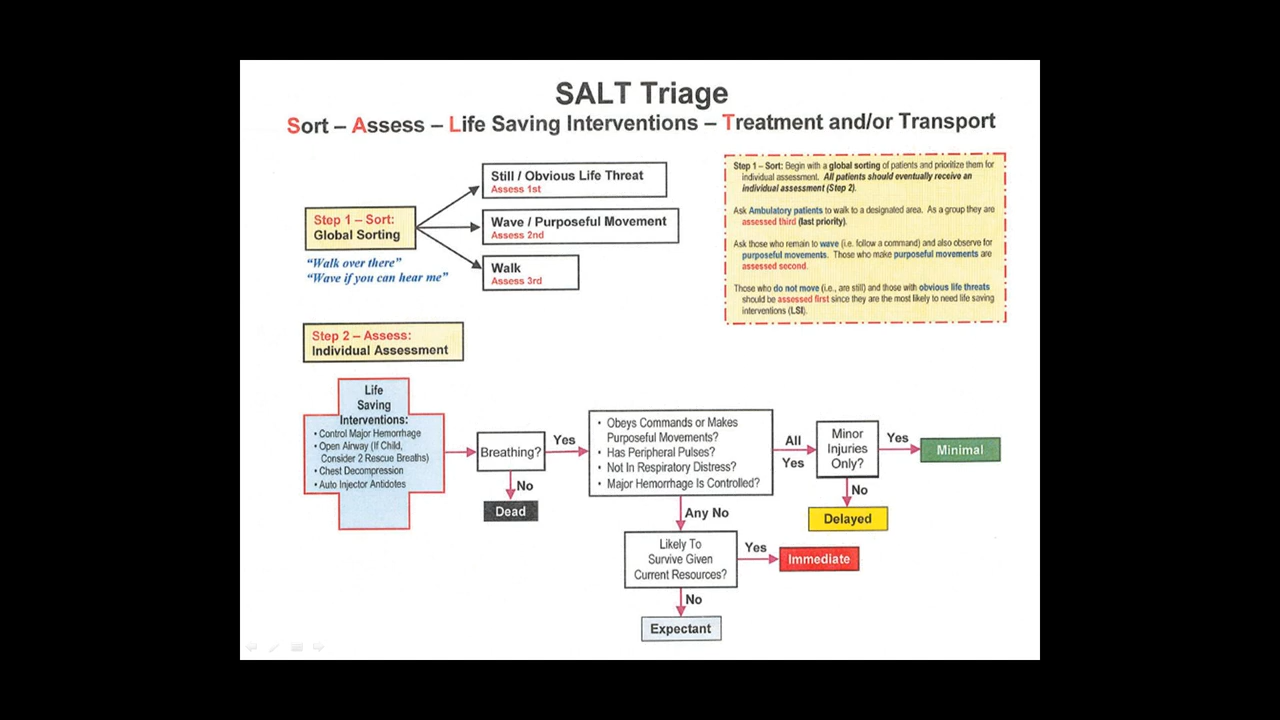 SALT Triage
Sort – Assess – Life Saving Interventions – Treatment and/or Transport
Step 1 – Sort:
Global Sorting
“Walk over there”
“Wave if you can hear me”
Still / Obvious Life Threat
Assess 1st
Wave / Purposeful Movement
Assess 2nd
Walk
Assess 3rd
Step 1 – Sort: Begin with a global sorting of patients and prioritize them for
individual assessment. All patients should eventually receive an
individual assessment (Step 2).
Ask Ambulatory patients to walk to a designated area. As a group they are
assessed third (last priority).
Ask those who remain to wave (i.e. follow a command) and also observe for
purposeful movements. Those who make purposeful movements are
assessed second.
Those who do not move (i.e., are still) and those with obvious life threats
should be assessed first since they are the most likely to need life saving
interventions (LSI).
Step 2 – Assess:
Individual Assessment
Life
Saving
Interventions:
• Control Major Hemorrhage
• Open Airway (If Child,
Consider 2 Rescue Breaths)
• Chest Decompression
• Auto Injector Antidotes
Breathing?
Yes
No
Dead
• Obeys Commands or Makes
Purposeful Movements?
• Has Peripheral Pulses?
• Not In Respiratory Distress?
• Major Hemorrhage Is Controlled?
All
Yes
Minor
Injuries
Only?
Yes
Minimal
No
Delayed
Any No
Likely To
Survive Given
Current Resources?
Yes
Immediate
No
Expectant